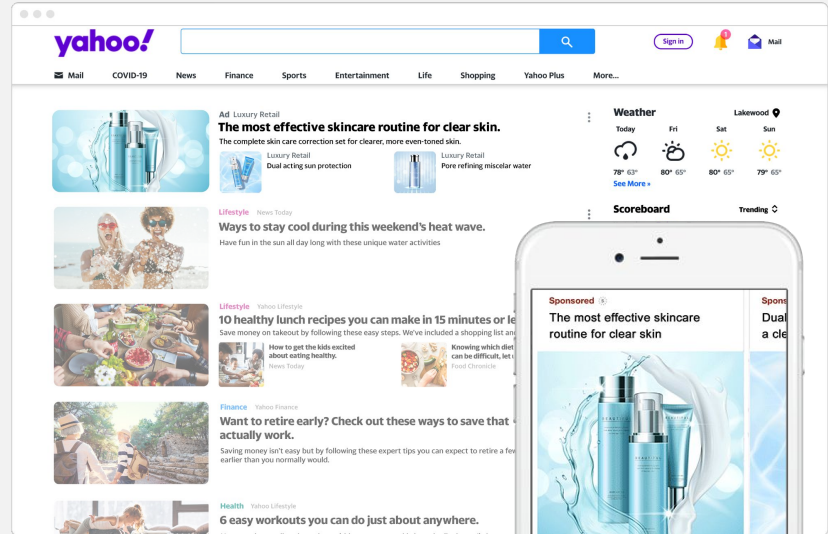 yahoo!
Sign in
1
Mail
Mail COVID-19 News Finance Sports Entertainment Life Shopping Yahoo Plus More...
Ad Luxury Retail
The most effective skincare routine for clear skin.
The complete skin care correction set for clearer, more even-toned skin.
Luxury Retail
Dual acting sun protection
Luxury Retail
Pore refining miscelar water
Lifestyle News Today
Ways to stay cool during this weekend's heat wave.
Have fun in the sun all day long with these unique water activities
Lifestyle Yahoo Lifestyle
10 healthy lunch recipes you can make in 15 minutes or le
Save money on takeout by following these easy steps. We've included a shopping list an
How to get the kids excited
about eating healthy.
News Today
Knowing which diet
can be difficult, let
Food Chronicle
Finance Yahoo Finance
Want to retire early? Check out these ways to save that
actually work.
Saving money isn't easy but by following these expert tips you can expect to retire a few
earlier than you normally would.
Health Yahoo Lifestyle
6 easy workouts you can do just about anywhere.
Weather Lakewood
Today Fri Sat Sun
78° 63° 80° 65° 80° 65° 79° 65°
See More »
Scoreboard Trending
Sponsored
The most effective skincare
routine for clear skin
Spons
Dual
a cle